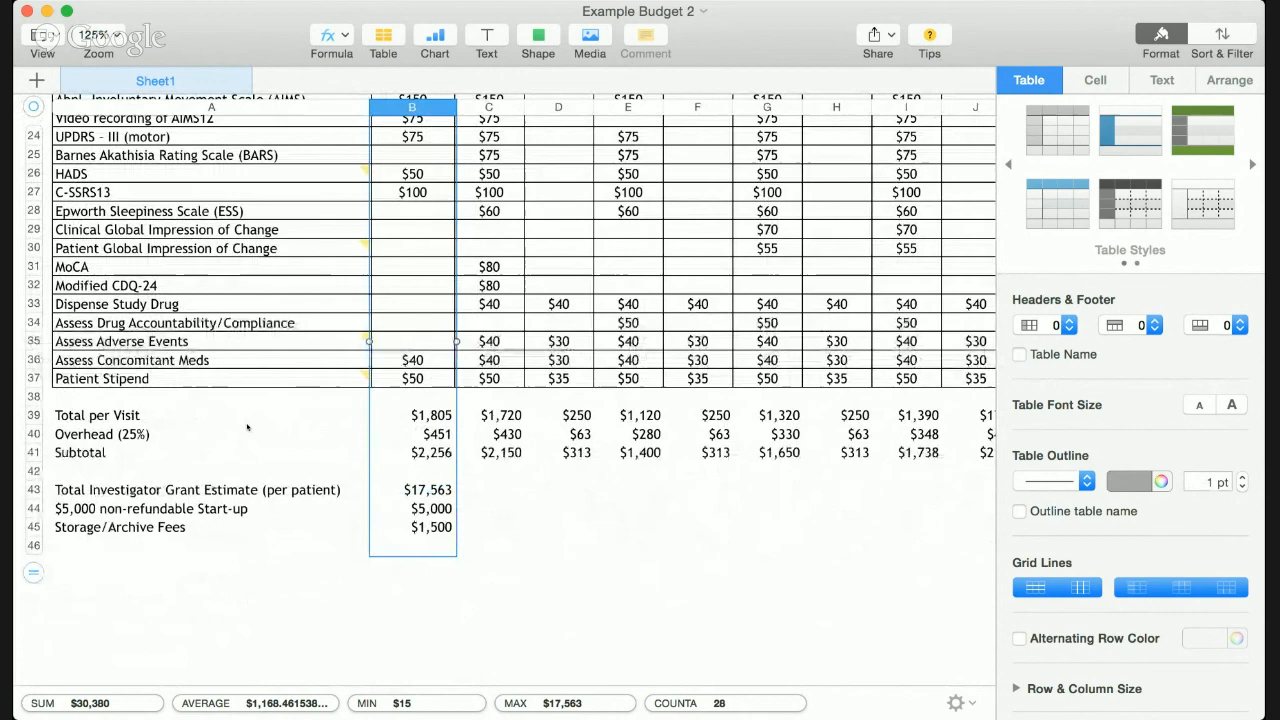 Example Budget 2
Google
125%
View Zoom Formula Table Chart Text Shape Media Comment Share Tips Format Sort & Filter
Sheet1
Table Cell Text Arrange
A B C D E F G H I J
Abnl. Involuntary Movement Scale (AIMS) $150 $150 $150 $150 $150
Video recording of AIMS12 $75 $75 $75 $75
24 UPDRS - III (motor) $75 $75 $75 $75 $75
25 Barnes Akathisia Rating Scale (BARS) $75 $75 $75 $75
26 HADS $50 $50 $50 $50 $50
27 C-SSRS13 $100 $100 $100 $100 $100
28 Epworth Sleepiness Scale (ESS) $60 $60 $60 $60
29 Clinical Global Impression of Change $70 $70
30 Patient Global Impression of Change $55 $55
31 MoCA $80
32 Modified CDQ-24 $80
33 Dispense Study Drug $40 $40 $40 $40 $40 $40 $40 $40
34 Assess Drug Accountability/Compliance $50 $50 $50
35 Assess Adverse Events $40 $30 $40 $30 $40 $30 $40 $30
36 Assess Concomitant Meds $40 $40 $30 $40 $30 $40 $30 $40 $30
37 Patient Stipend $50 $50 $35 $50 $35 $50 $35 $50 $35
38
39 Total per Visit $1,805 $1,720 $250 $1,120 $250 $1,320 $250 $1,390
40 Overhead (25%) $451 $430 $63 $280 $63 $330 $63 $348
41 Subtotal $2,256 $2,150 $313 $1,400 $313 $1,650 $313 $1,738
42
43 Total Investigator Grant Estimate (per patient) $17,563
44 $5,000 non-refundable Start-up $5,000
45 Storage/Archive Fees $1,500
46
Table Styles
Headers & Footer
0 0 0
Table Name
Table Font Size A A
Table Outline
1 pt
Outline table name
Grid Lines
Alternating Row Color
Row & Column Size
SUM $30,380 AVERAGE $1,168.461538... MIN $15 MAX $17,563 COUNTA 28